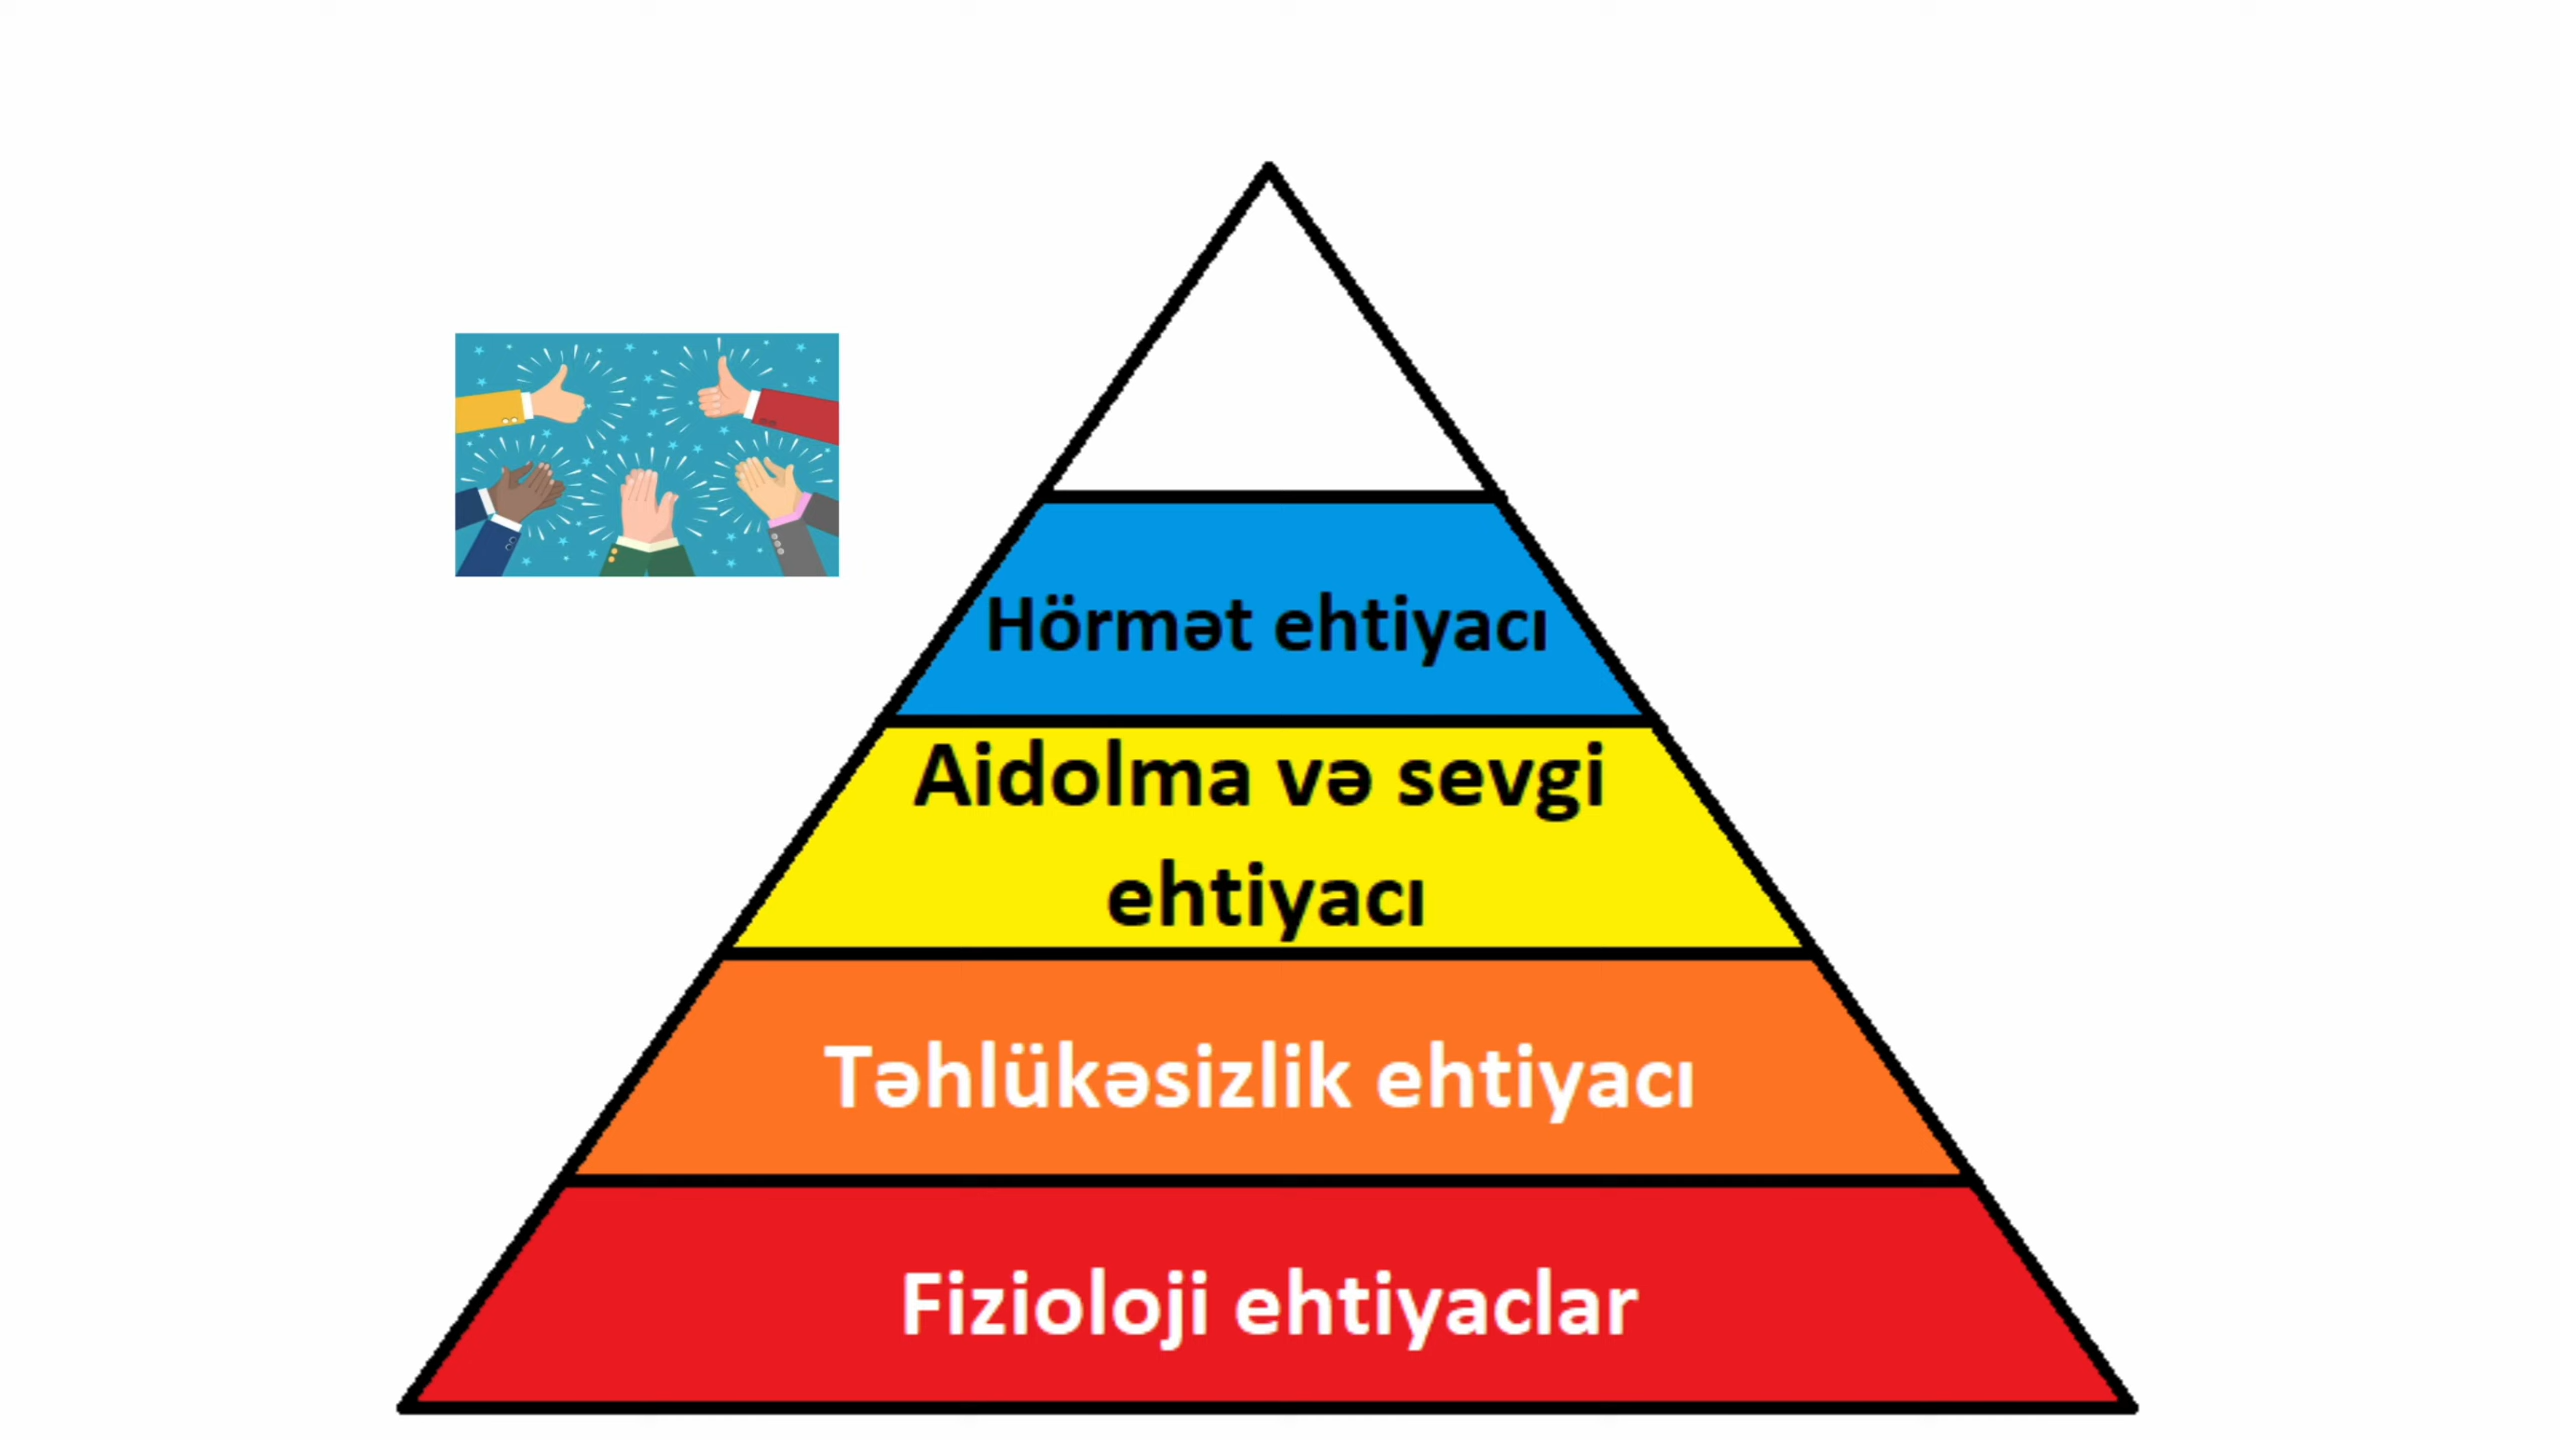 Hörmət ehtiyacı
Aidolma və sevgi
ehtiyacı
Təhlükəsizlik ehtiyacı
Fizioloji ehtiyaclar